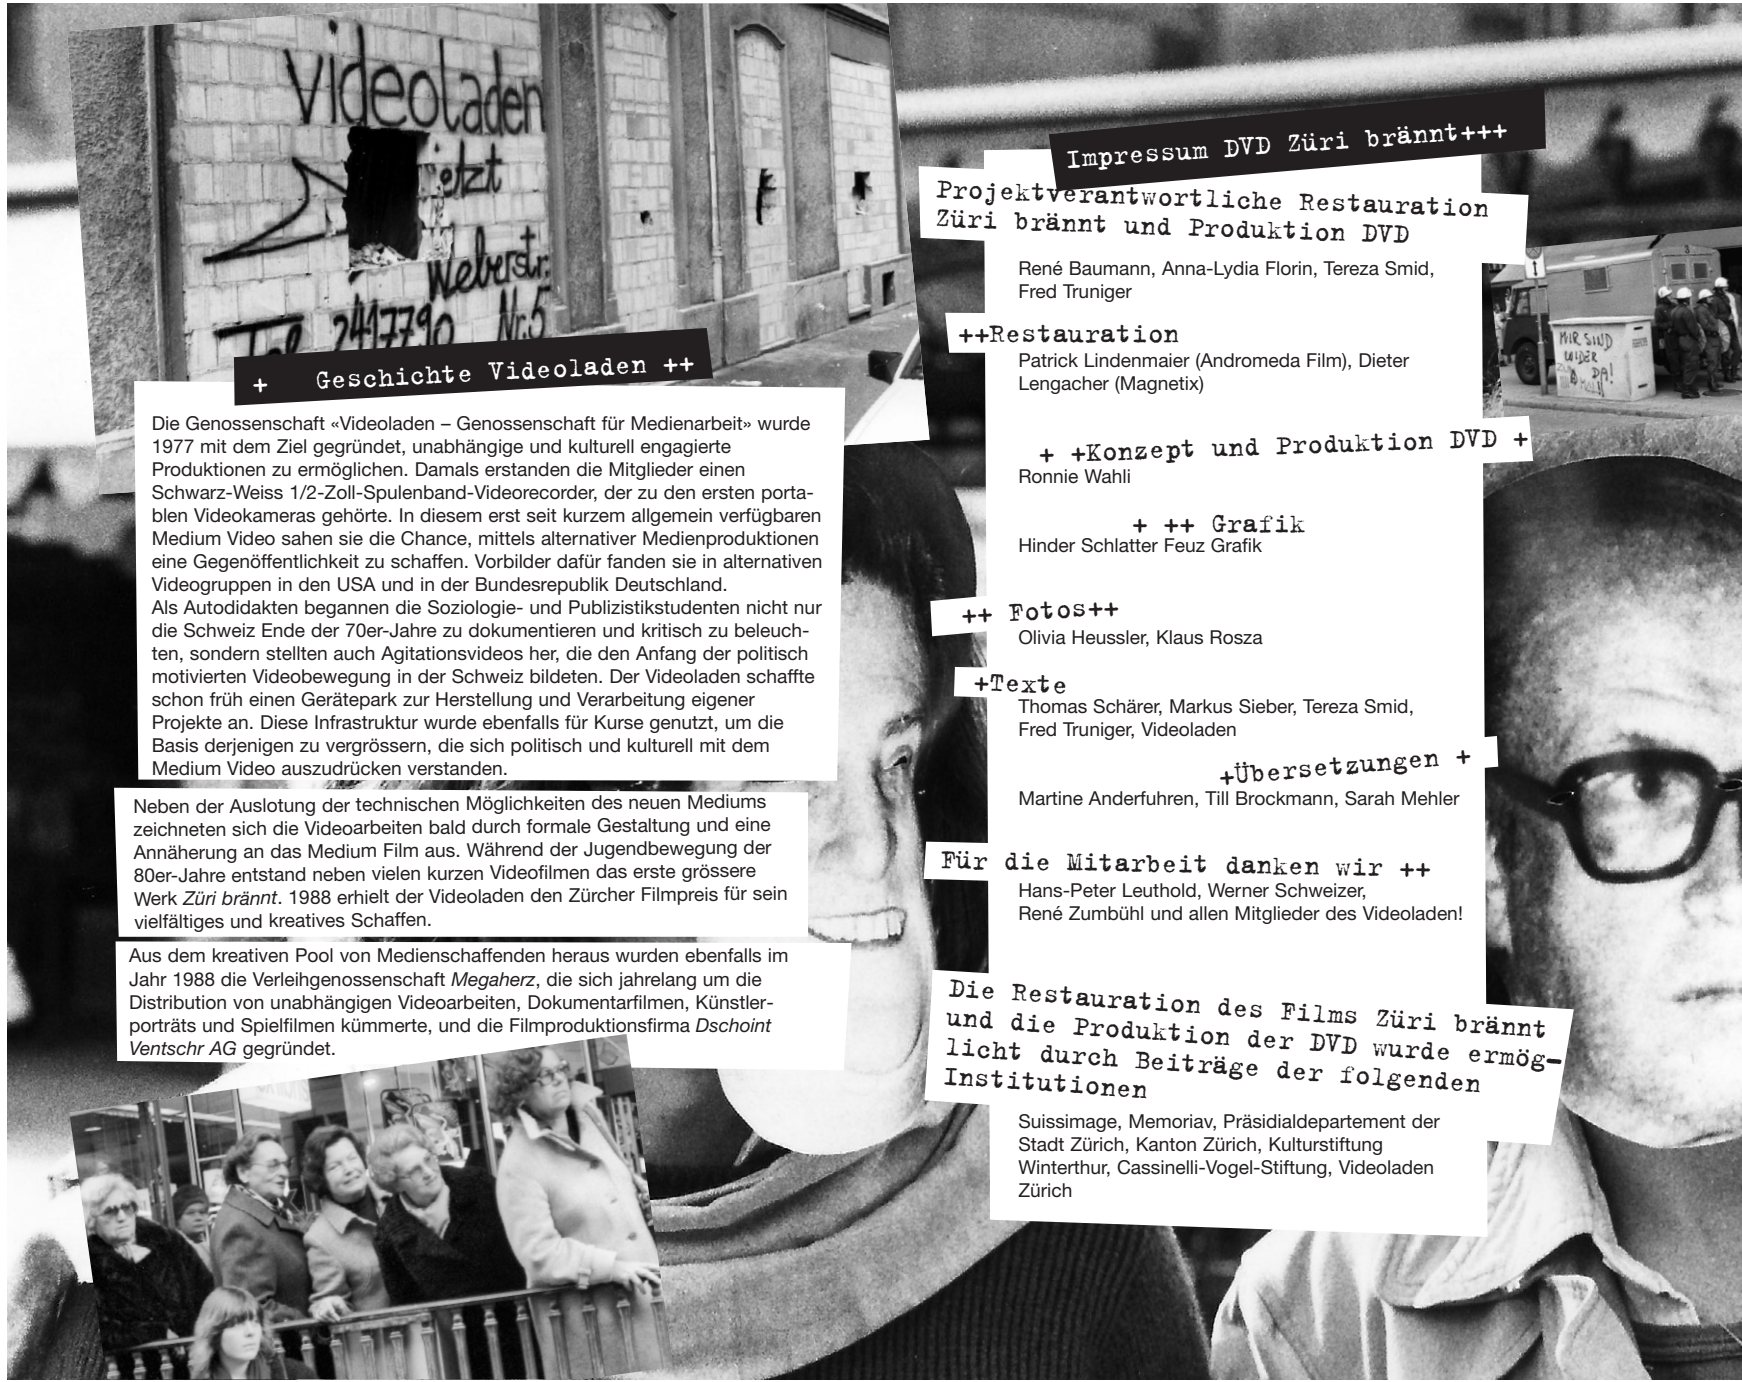 videoladen
jetzt
Weberstr.
Nr.5
Tel 2417790
+ Geschichte Videoladen ++
Die Genossenschaft «Videoladen – Genossenschaft für Medienarbeit» wurde
1977 mit dem Ziel gegründet, unabhängige und kulturell engagierte
Produktionen zu ermöglichen. Damals erstanden die Mitglieder einen
Schwarz-Weiss 1/2-Zoll-Spulenband-Videorecorder, der zu den ersten porta-
blen Videokameras gehörte. In diesem erst seit kurzem allgemein verfügbaren
Medium Video sahen sie die Chance, mittels alternativer Medienproduktionen
eine Gegenöffentlichkeit zu schaffen. Vorbilder dafür fanden sie in alternativen
Videogruppen in den USA und in der Bundesrepublik Deutschland.
Als Autodidakten begannen die Soziologie- und Publizistikstudenten nicht nur
die Schweiz Ende der 70er-Jahre zu dokumentieren und kritisch zu beleuch-
ten, sondern stellten auch Agitationsvideos her, die den Anfang der politisch
motivierten Videobewegung in der Schweiz bildeten. Der Videoladen schaffte
schon früh einen Gerätepark zur Herstellung und Verarbeitung eigener
Projekte an. Diese Infrastruktur wurde ebenfalls für Kurse genutzt, um die
Basis derjenigen zu vergrössern, die sich politisch und kulturell mit dem
Medium Video auszudrücken verstanden.
Neben der Auslotung der technischen Möglichkeiten des neuen Mediums
zeichneten sich die Videoarbeiten bald durch formale Gestaltung und eine
Annäherung an das Medium Film aus. Während der Jugendbewegung der
80er-Jahre entstand neben vielen kurzen Videofilmen das erste grössere
Werk Züri brännt. 1988 erhielt der Videoladen den Zürcher Filmpreis für sein
vielfältiges und kreatives Schaffen.
Aus dem kreativen Pool von Medienschaffenden heraus wurden ebenfalls im
Jahr 1988 die Verleihgenossenschaft Megaherz, die sich jahrelang um die
Distribution von unabhängigen Videoarbeiten, Dokumentarfilmen, Künstler-
porträts und Spielfilmen kümmerte, und die Filmproduktionsfirma Dschoint
Ventschr AG gegründet.
Impressum DVD Züri brännt+++
Projektverantwortliche Restauration
Züri brännt und Produktion DVD
René Baumann, Anna-Lydia Florin, Tereza Smid,
Fred Truniger
++Restauration
Patrick Lindenmaier (Andromeda Film), Dieter
Lengacher (Magnetix)
+ +Konzept und Produktion DVD +
Ronnie Wahli
+ ++ Grafik
Hinder Schlatter Feuz Grafik
++ Fotos++
Olivia Heussler, Klaus Rosza
+Texte
Thomas Schärer, Markus Sieber, Tereza Smid,
Fred Truniger, Videoladen
+Übersetzungen +
Martine Anderfuhren, Till Brockmann, Sarah Mehler
Für die Mitarbeit danken wir ++
Hans-Peter Leuthold, Werner Schweizer,
René Zumbühl und allen Mitglieder des Videoladen!
Die Restauration des Films Züri brännt
und die Produktion der DVD wurde ermög-
licht durch Beiträge der folgenden
Institutionen
Suissimage, Memoriav, Präsidialdepartement der
Stadt Zürich, Kanton Zürich, Kulturstiftung
Winterthur, Cassinelli-Vogel-Stiftung, Videoladen
Zürich
MIR SIND
WIDER
DA!